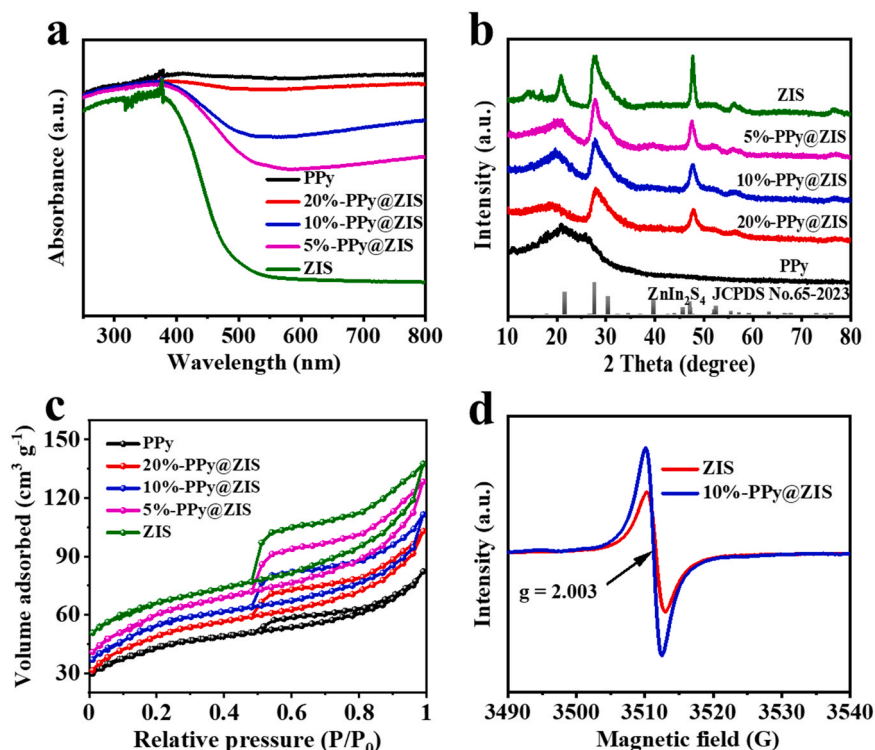 a
Absorbance (a.u.)
PPy
20%-PPy@ZIS
10%-PPy@ZIS
5%-PPy@ZIS
ZIS
300 400 500 600 700 800
Wavelength (nm)
b
Intensity (a.u.)
ZIS
5%-PPy@ZIS
10%-PPy@ZIS
20%-PPy@ZIS
PPy
ZnIn₂S₄ JCPDS No.65-2023
10 20 30 40 50 60 70 80
2 Theta (degree)
c
Volume adsorbed (cm³ g⁻¹)
150
120
90
60
30
PPy
20%-PPy@ZIS
10%-PPy@ZIS
5%-PPy@ZIS
ZIS
0 0.2 0.4 0.6 0.8 1
Relative pressure (P/P₀)
d
Intensity (a.u.)
ZIS
10%-PPy@ZIS
g = 2.003
3490 3500 3510 3520 3530 3540
Magnetic field (G)